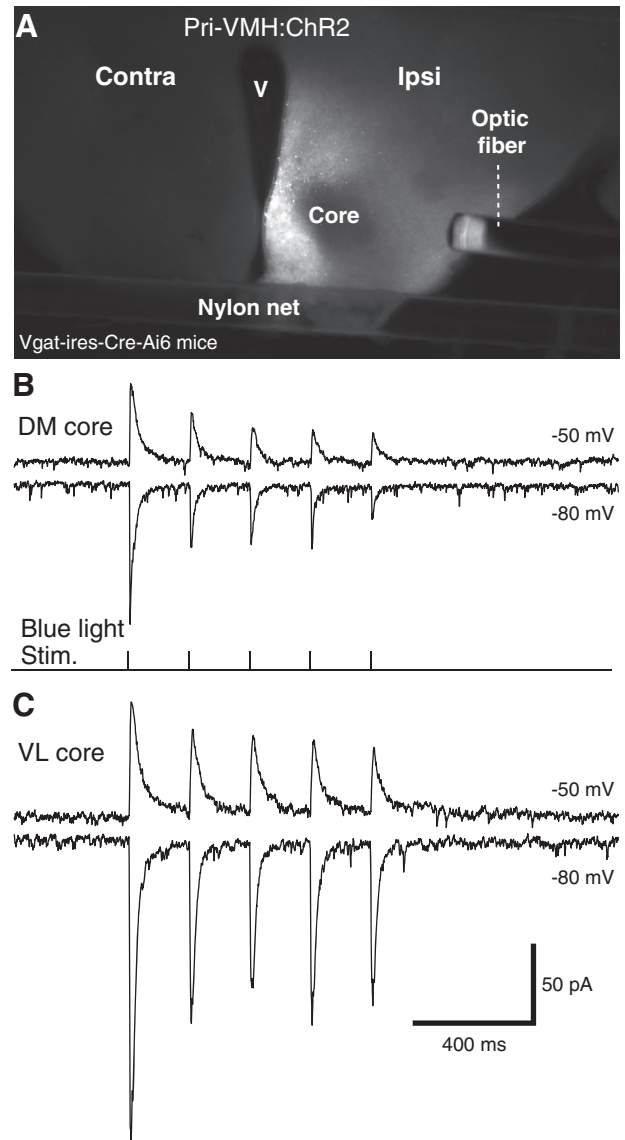 A
Pri-VMH:ChR2
Contra
V
Ipsi
Optic
fiber
Core
Nylon net
Vgat-ires-Cre-Ai6 mice
B
DM core
-50 mV
-80 mV
Blue light
Stim.
C
VL core
-50 mV
-80 mV
50 pA
400 ms